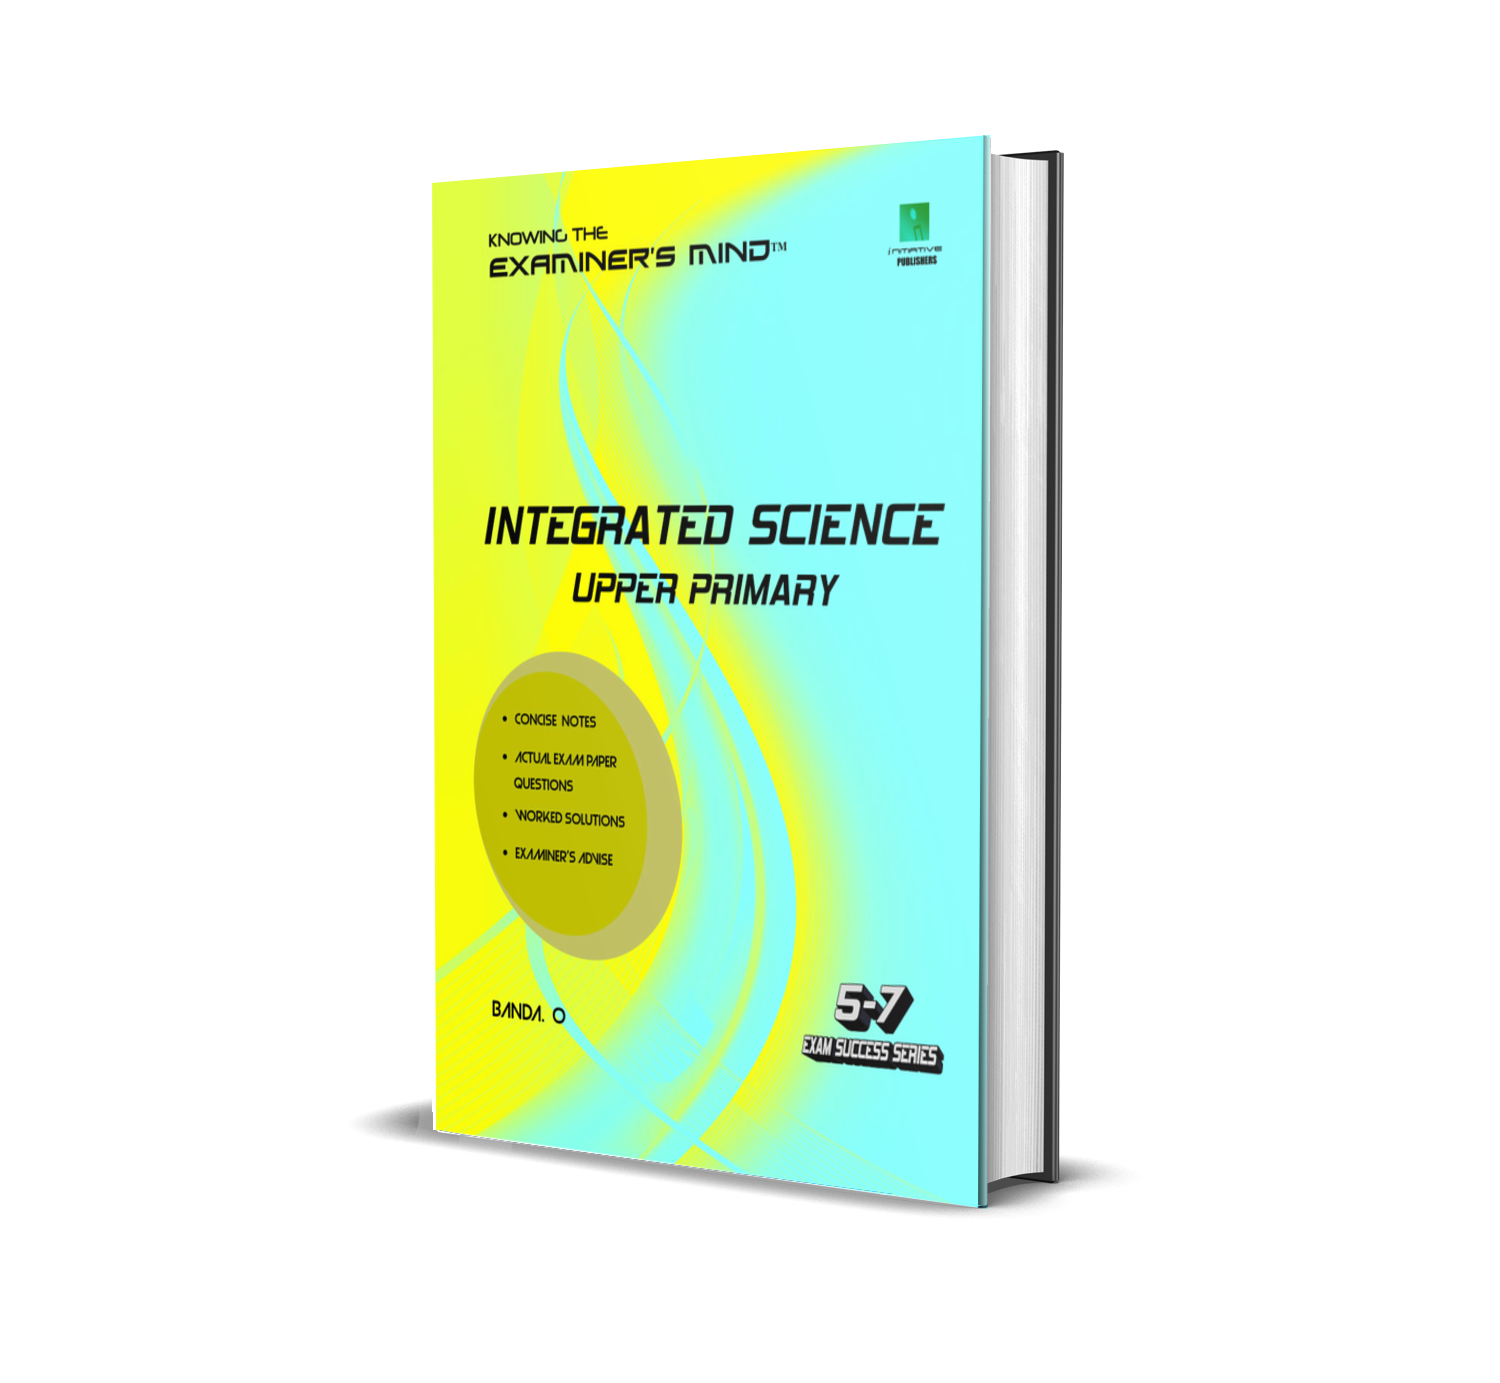 KNOWING THE
EXAMINER'S MIND™
INITIATIVE
PUBLISHERS
INTEGRATED SCIENCE
UPPER PRIMARY
• CONCISE NOTES
• ACTUAL EXAM PAPER
QUESTIONS
• WORKED SOLUTIONS
• EXAMINER'S ADVISE
BANDA. O
5-7
EXAM SUCCESS SERIES